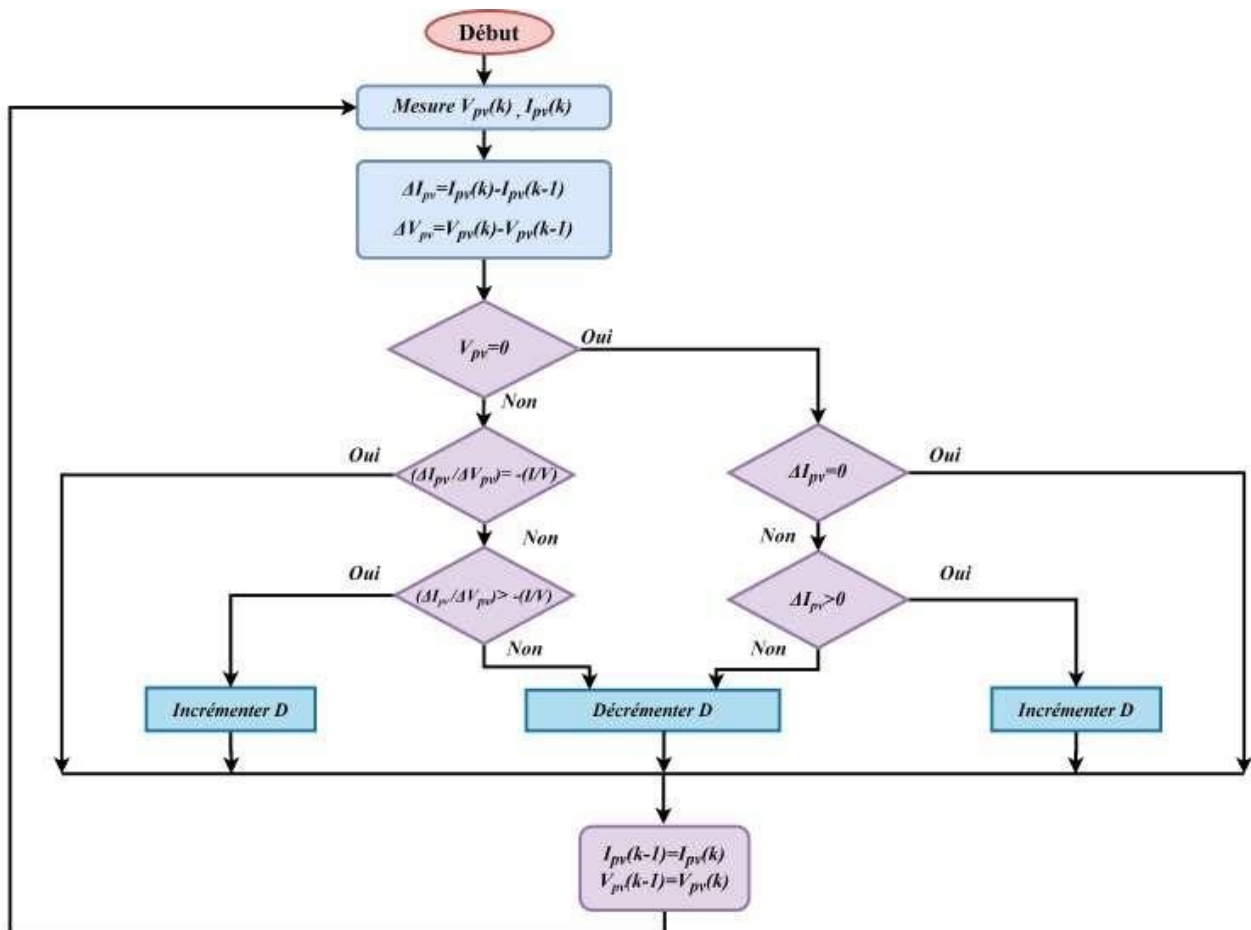 Début
Mesure V_pv(k) , I_pv(k)
ΔI_pv=I_pv(k)-I_pv(k-1)
ΔV_pv=V_pv(k)-V_pv(k-1)
V_pv=0
Oui
Non
Oui
(ΔI_pv/ΔV_pv)= -(I/V)
ΔI_pv=0
Oui
Non
Non
Oui
(ΔI_pv/ΔV_pv)> -(I/V)
ΔI_pv>0
Oui
Non
Non
Incrémenter D
Décrémenter D
Incrémenter D
I_pv(k-1)=I_pv(k)
V_pv(k-1)=V_pv(k)